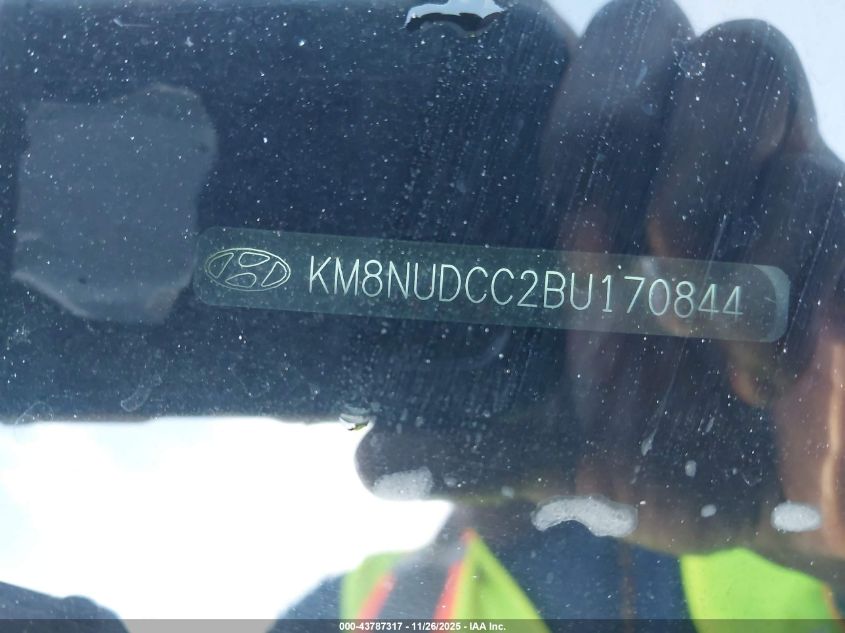 KM8NUDCC2BU170844
000-43787317 - 11/26/2025 - IAA Inc.